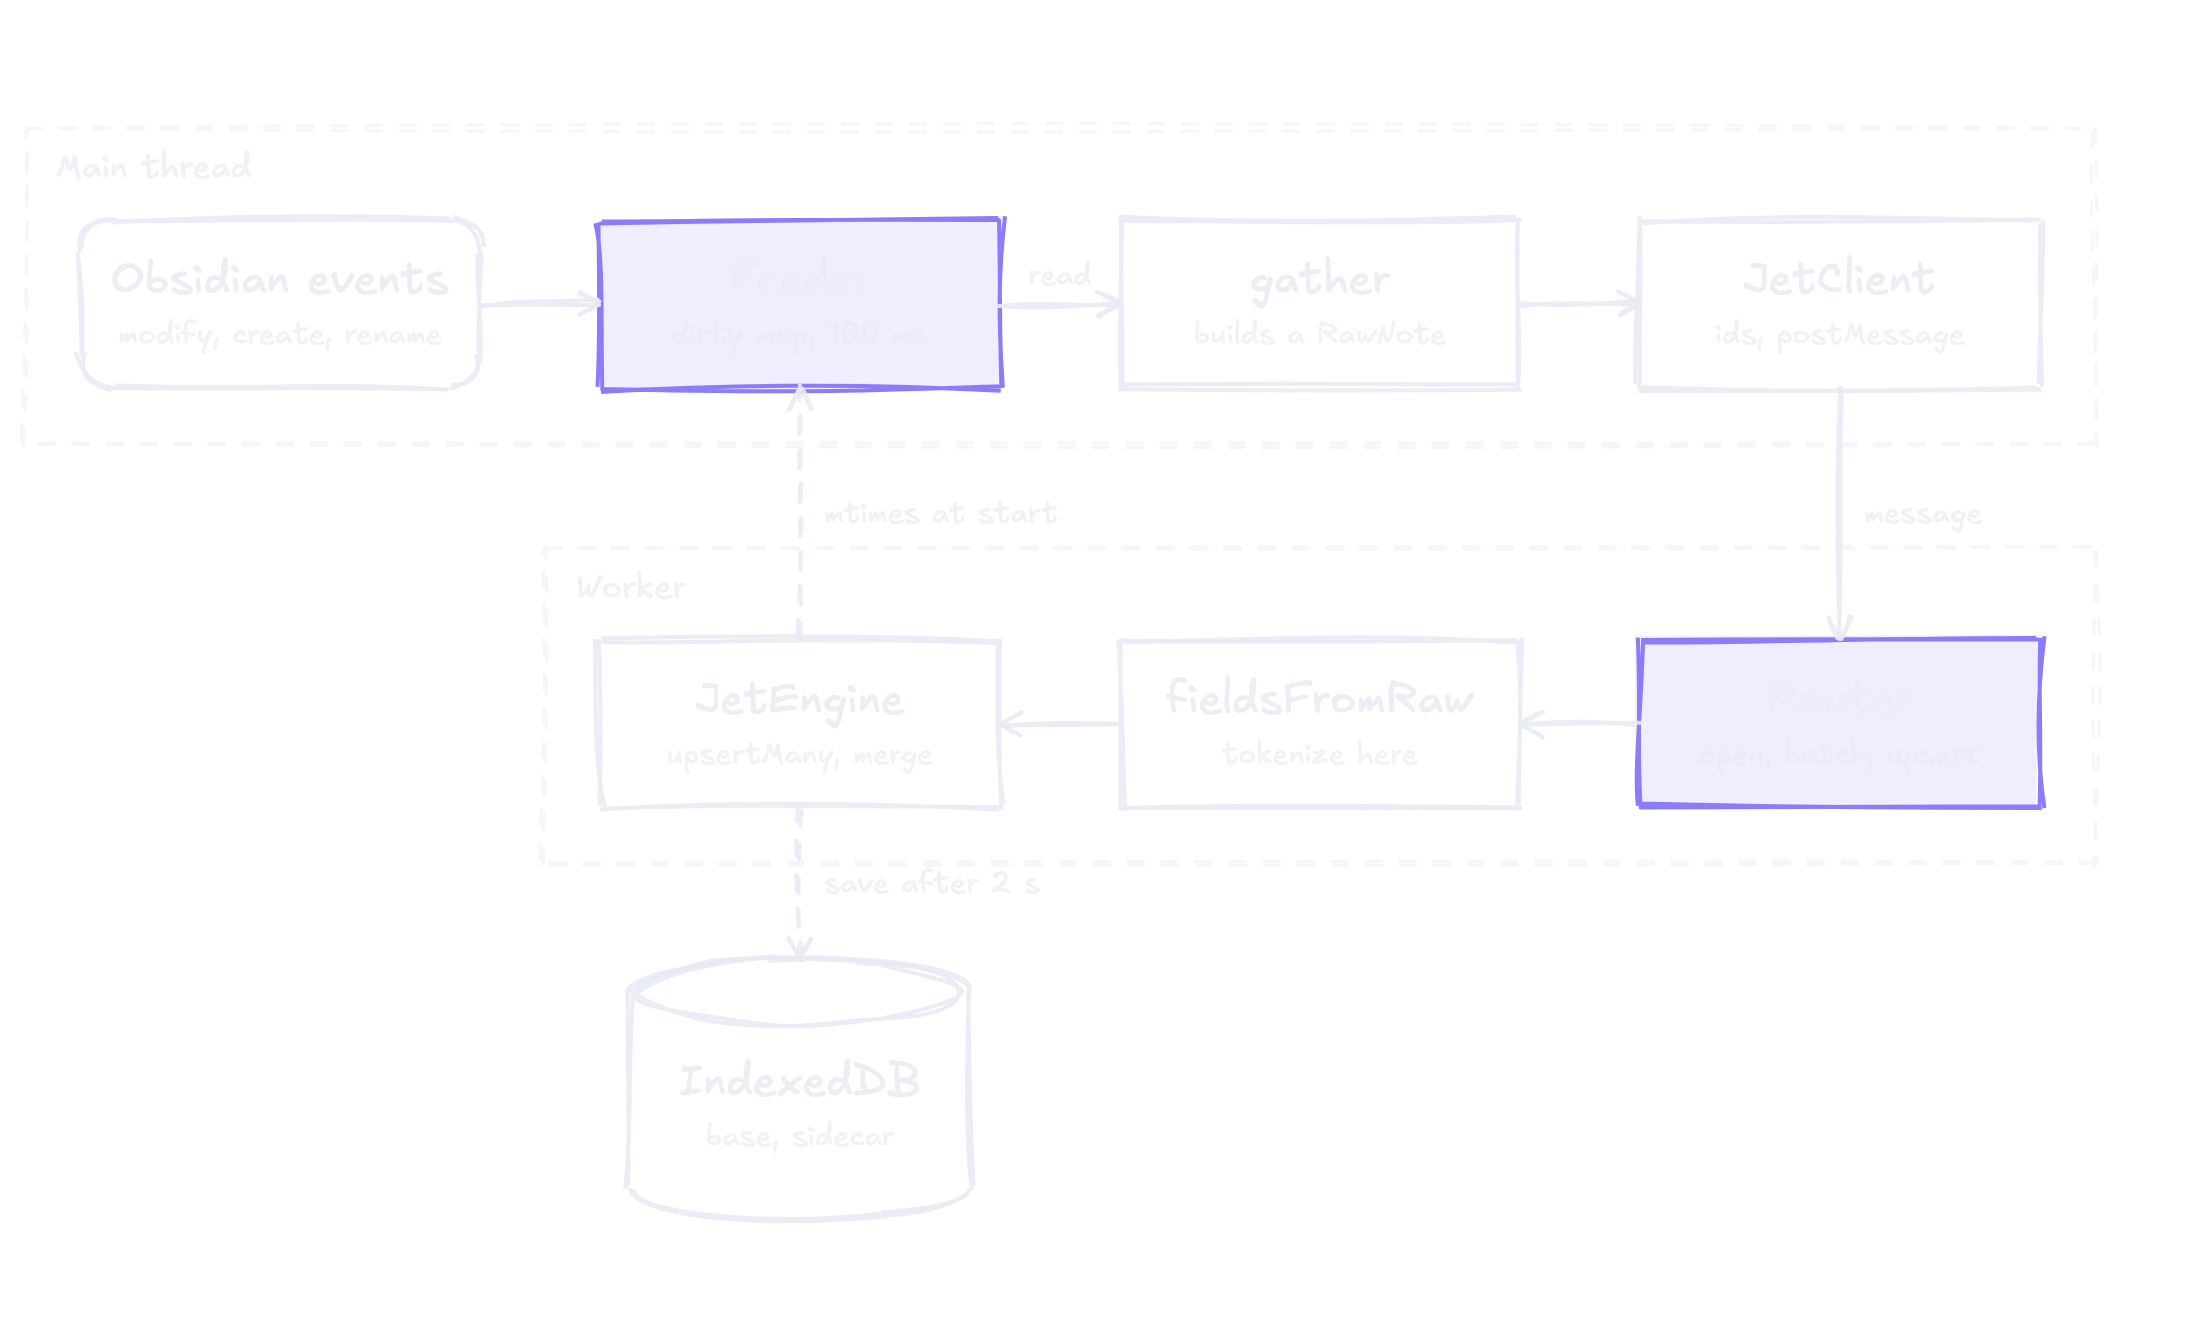 Main thread
Obsidian events
modify, create, rename
Feeder
dirty map, 100 ms
read
gather
builds a RawNote
JetClient
ids, postMessage
mtimes at start
message
Worker
JetEngine
upsertMany, merge
fieldsFromRaw
tokenize here
Router
open, batch, upsert
save after 2 s
IndexedDB
base, sidecar